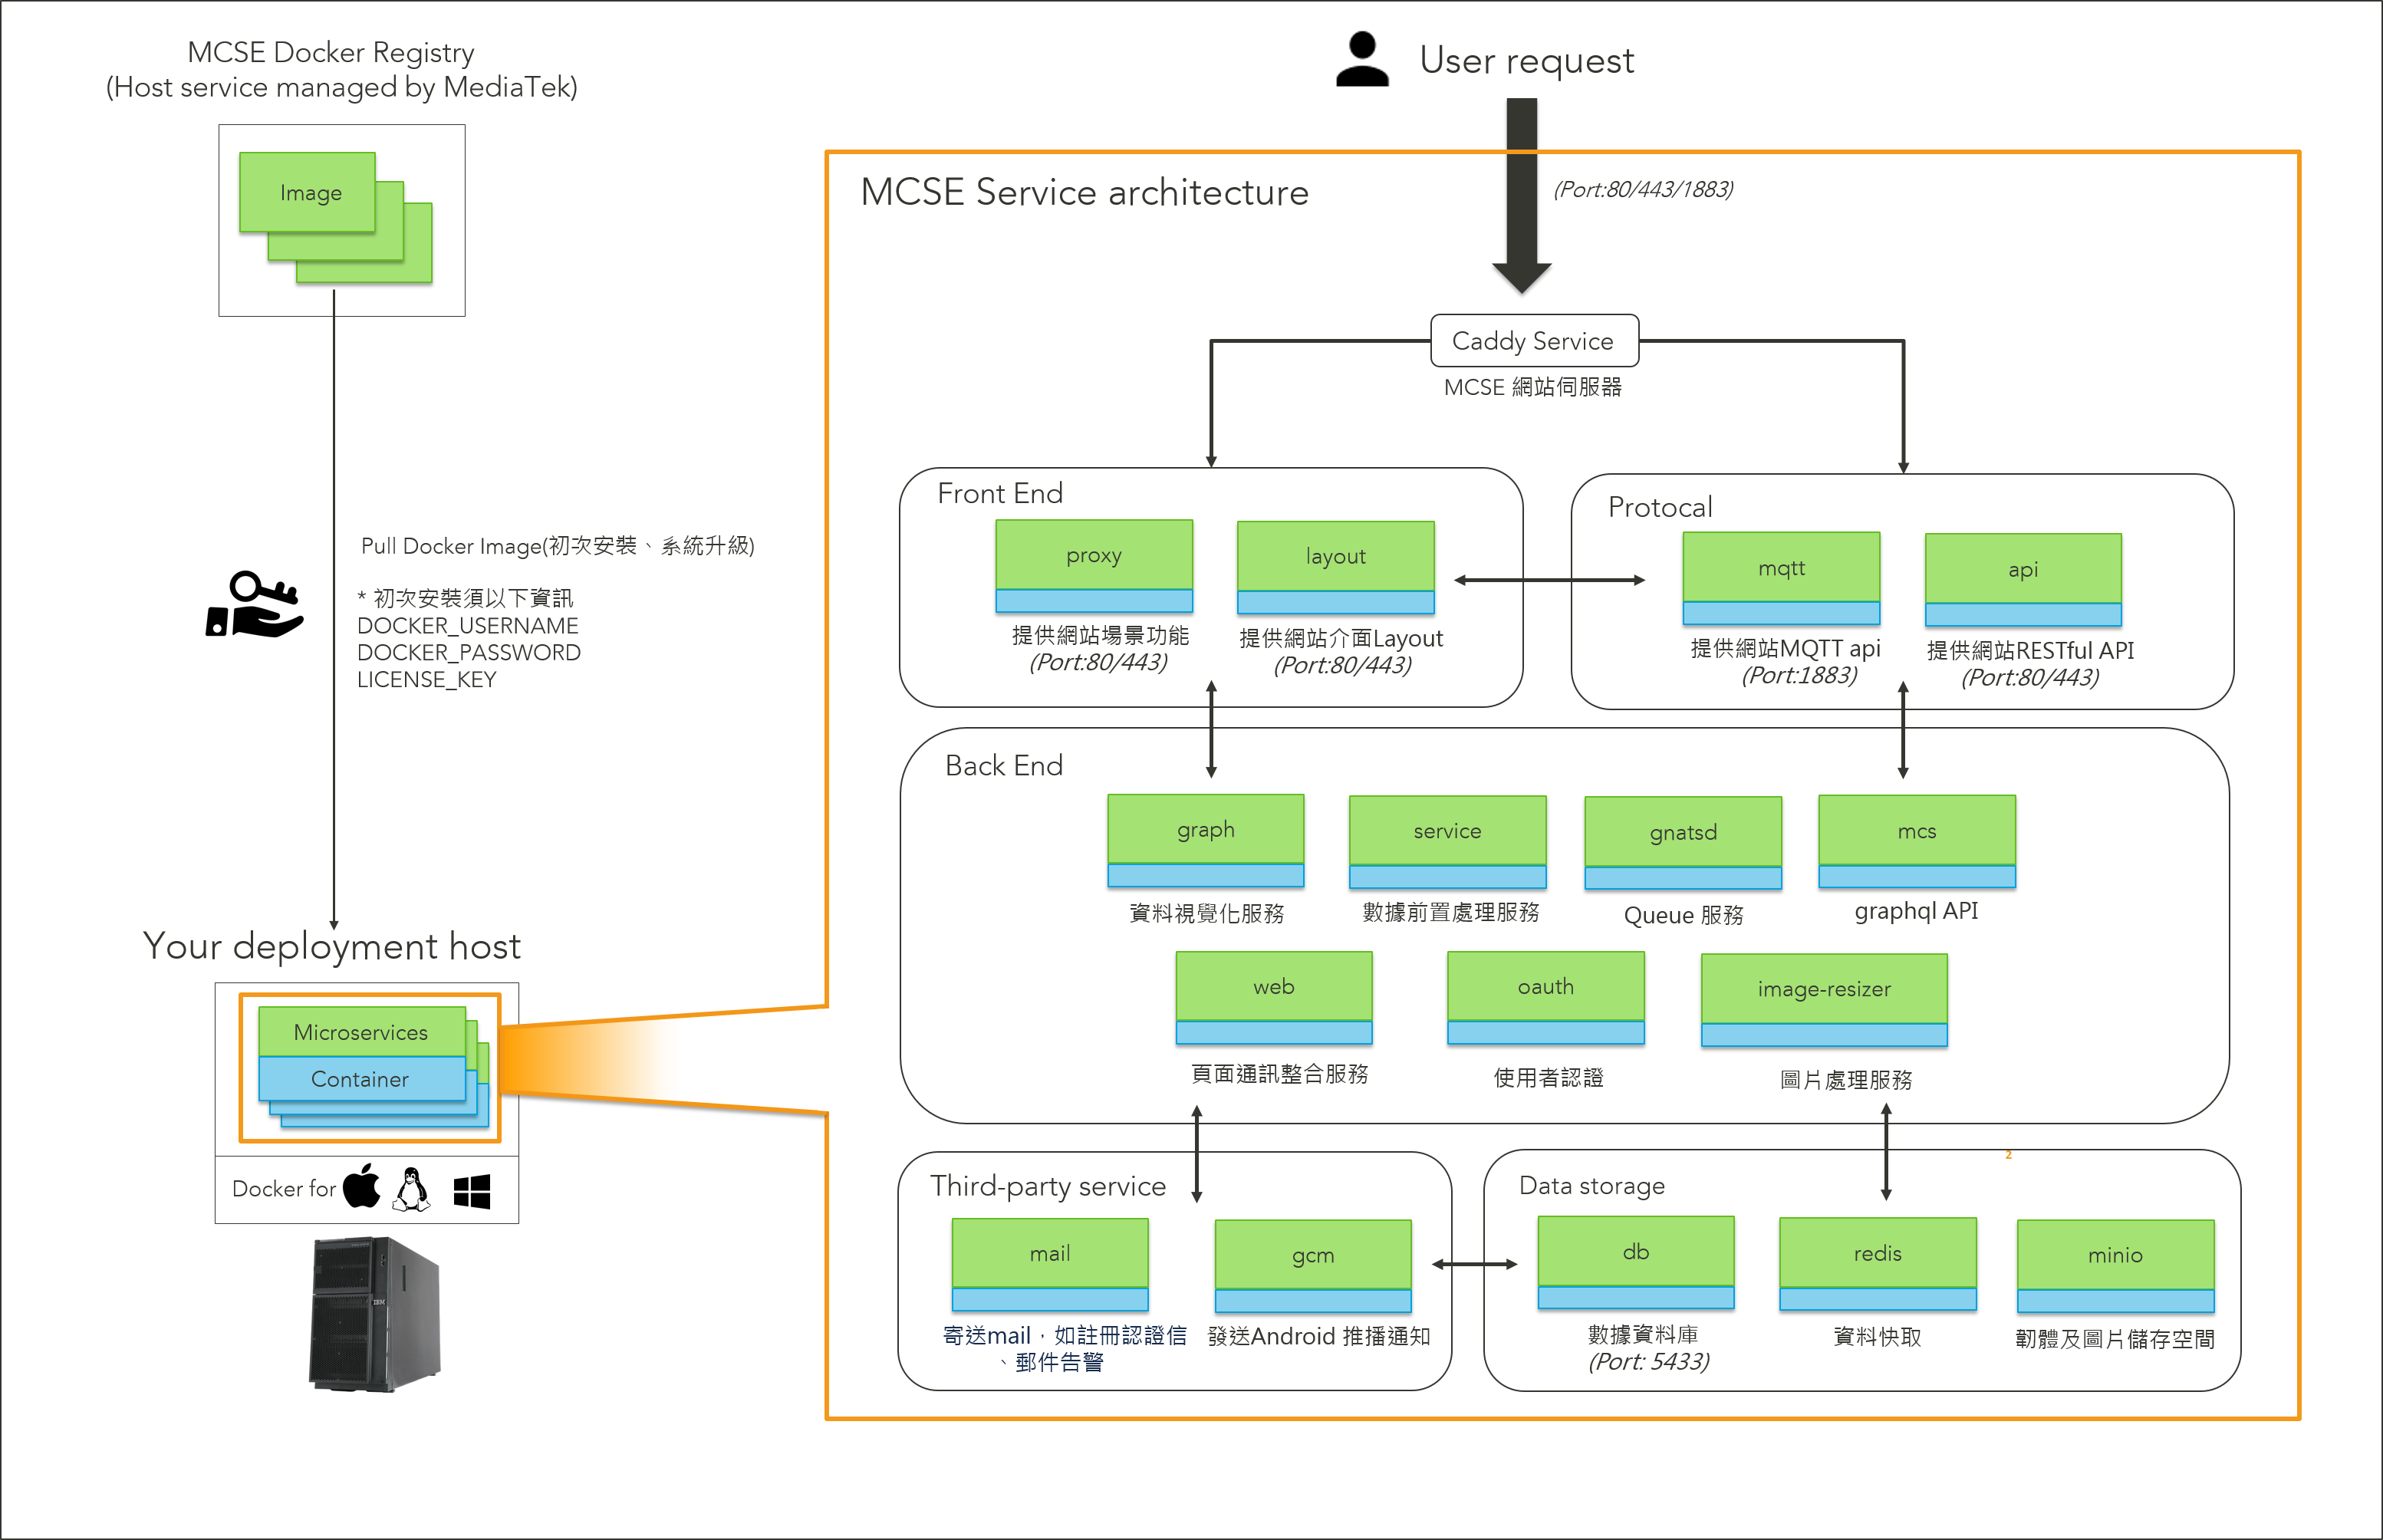 MCSE Docker Registry
(Host service managed by MediaTek)
Image
Pull Docker Image(初次安裝、系統升級)
* 初次安裝須以下資訊
DOCKER_USERNAME
DOCKER_PASSWORD
LICENSE_KEY
Your deployment host
Microservices
Container
Docker for
IBM
User request
MCSE Service architecture
(Port:80/443/1883)
Caddy Service
MCSE 網站伺服器
Front End
proxy
提供網站場景功能
(Port:80/443)
layout
提供網站介面Layout
(Port:80/443)
Protocal
mqtt
提供網站MQTT api
(Port:1883)
api
提供網站RESTful API
(Port:80/443)
Back End
graph
資料視覺化服務
service
數據前置處理服務
gnatsd
Queue 服務
mcs
graphql API
web
頁面通訊整合服務
oauth
使用者認證
image-resizer
圖片處理服務
Third-party service
mail
寄送mail，如註冊認證信
、郵件告警
gcm
發送Android 推播通知
2
Data storage
db
數據資料庫
(Port: 5433)
redis
資料快取
minio
韌體及圖片儲存空間